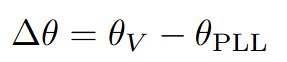 Δθ = θ_V − θ_PLL